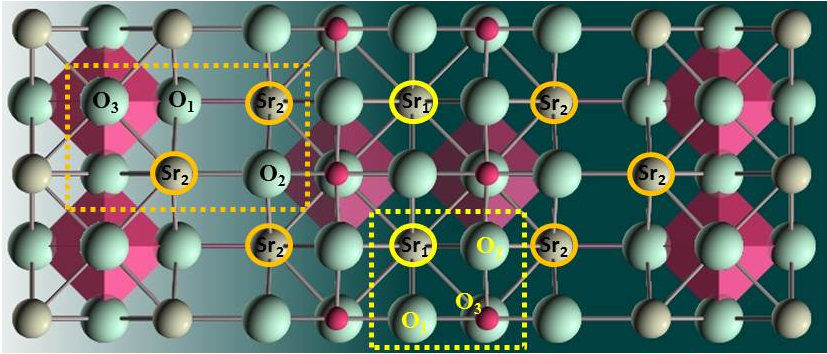 O₃ O₁ Sr₂ Sr₁ Sr₂
Sr₂ O₂ Sr₂
Sr₂ Sr₁ O₂ Sr₂
O₃
O₁